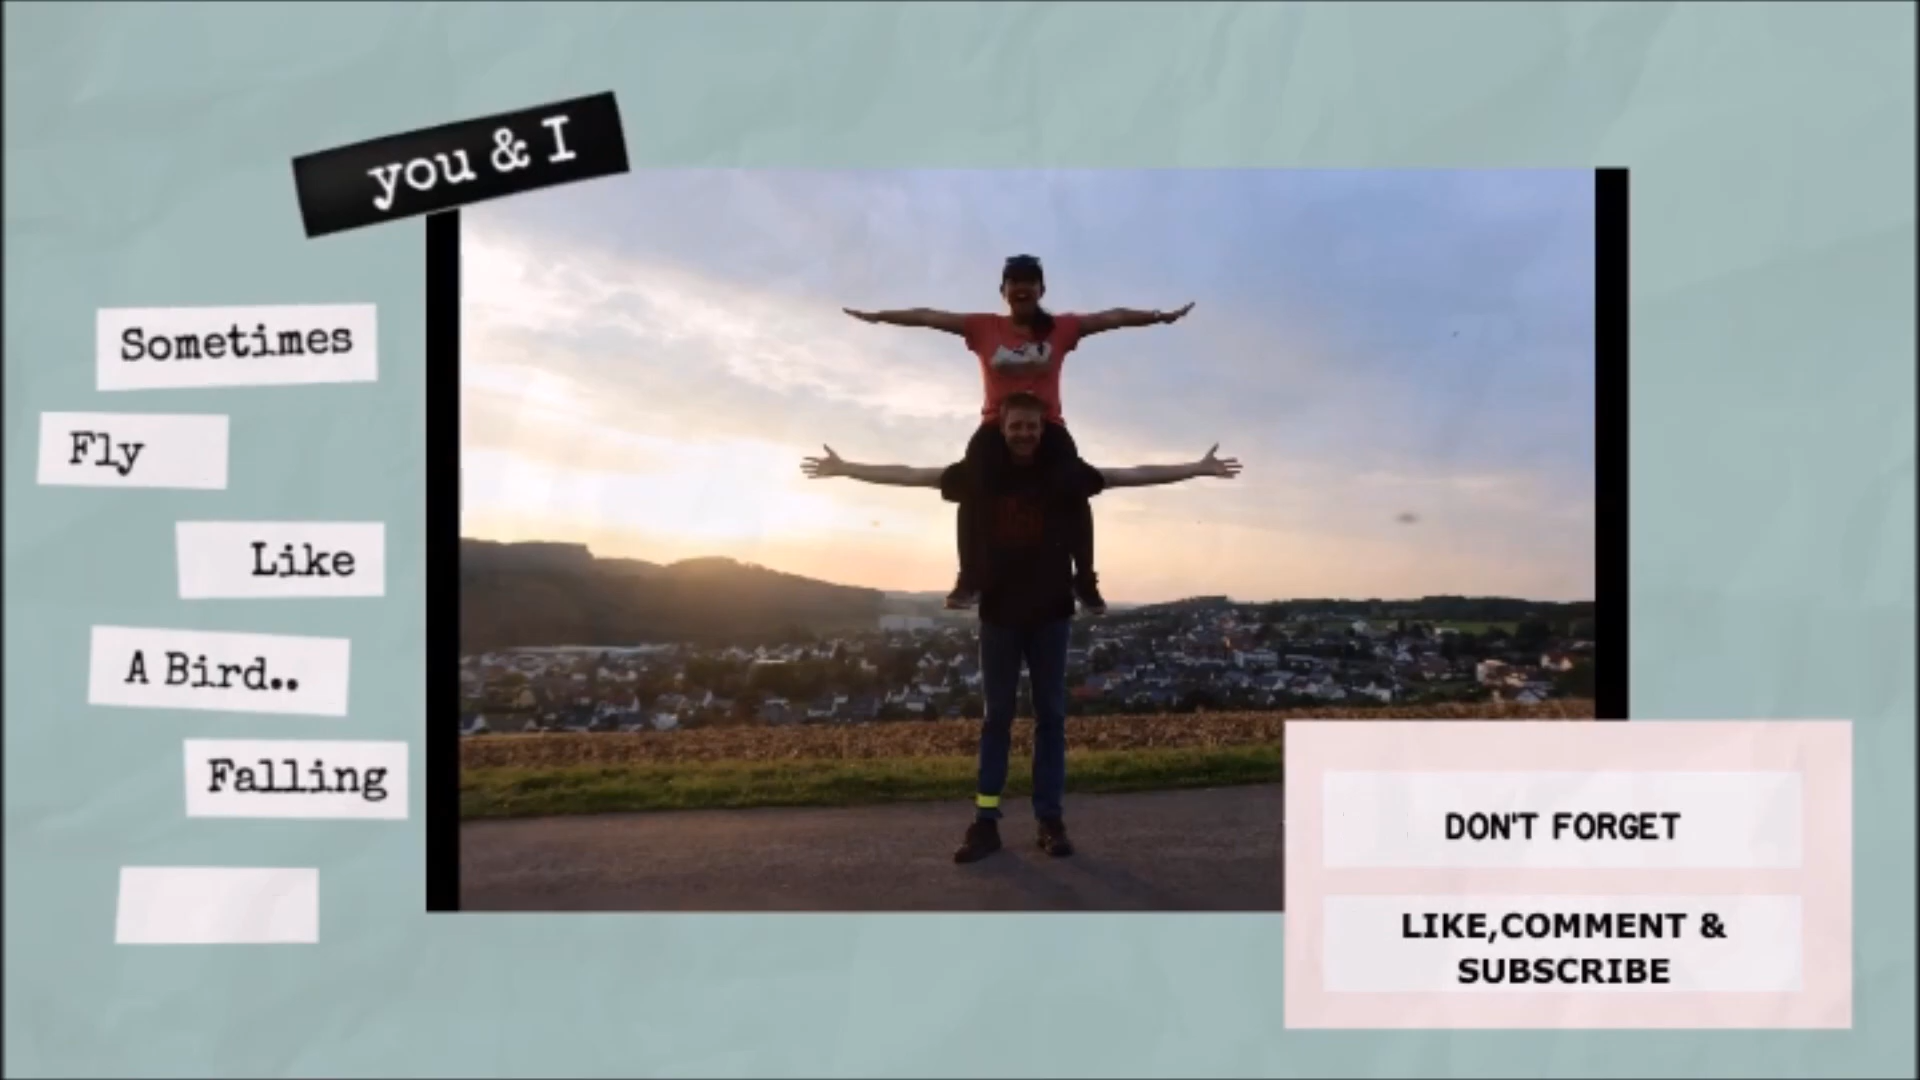 you & I
Sometimes
Fly
Like
A Bird..
Falling
DON'T FORGET
LIKE,COMMENT &
SUBSCRIBE